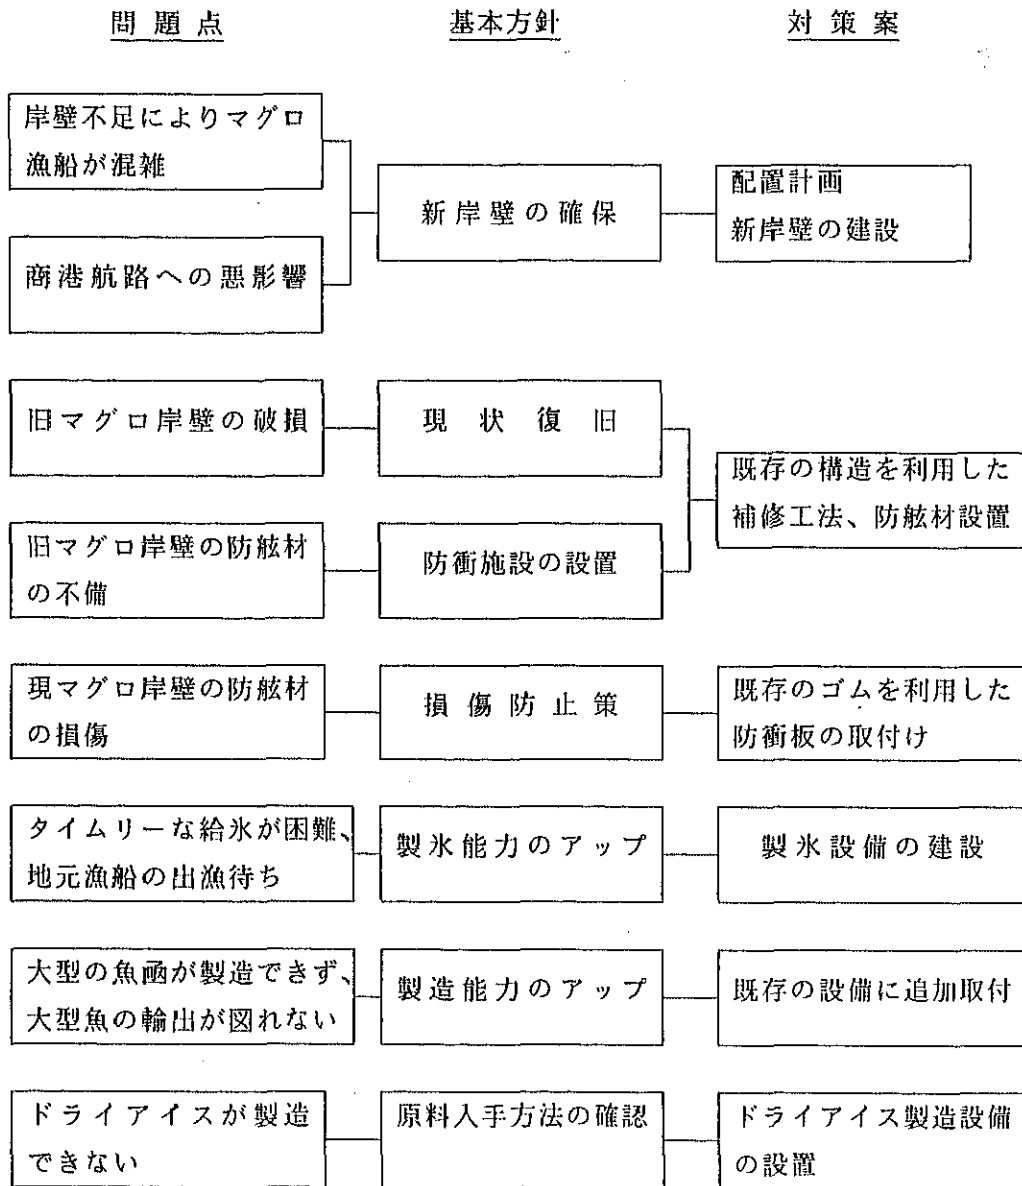 問題点
基本方針
対策案
岸壁不足によりマグロ
漁船が混雑
商港航路への悪影響
新岸壁の確保
配置計画
新岸壁の建設
旧マグロ岸壁の破損
現状復旧
旧マグロ岸壁の防舷材
の不備
防衝施設の設置
既存の構造を利用した
補修工法、防舷材設置
現マグロ岸壁の防舷材
の損傷
損傷防止策
既存のゴムを利用した
防衝板の取付け
タイムリーな給氷が困難、
地元漁船の出漁待ち
製氷能力のアップ
製氷設備の建設
大型の魚函が製造できず、
大型魚の輸出が図れない
製造能力のアップ
既存の設備に追加取付
ドライアイスが製造
できない
原料入手方法の確認
ドライアイス製造設備
の設置